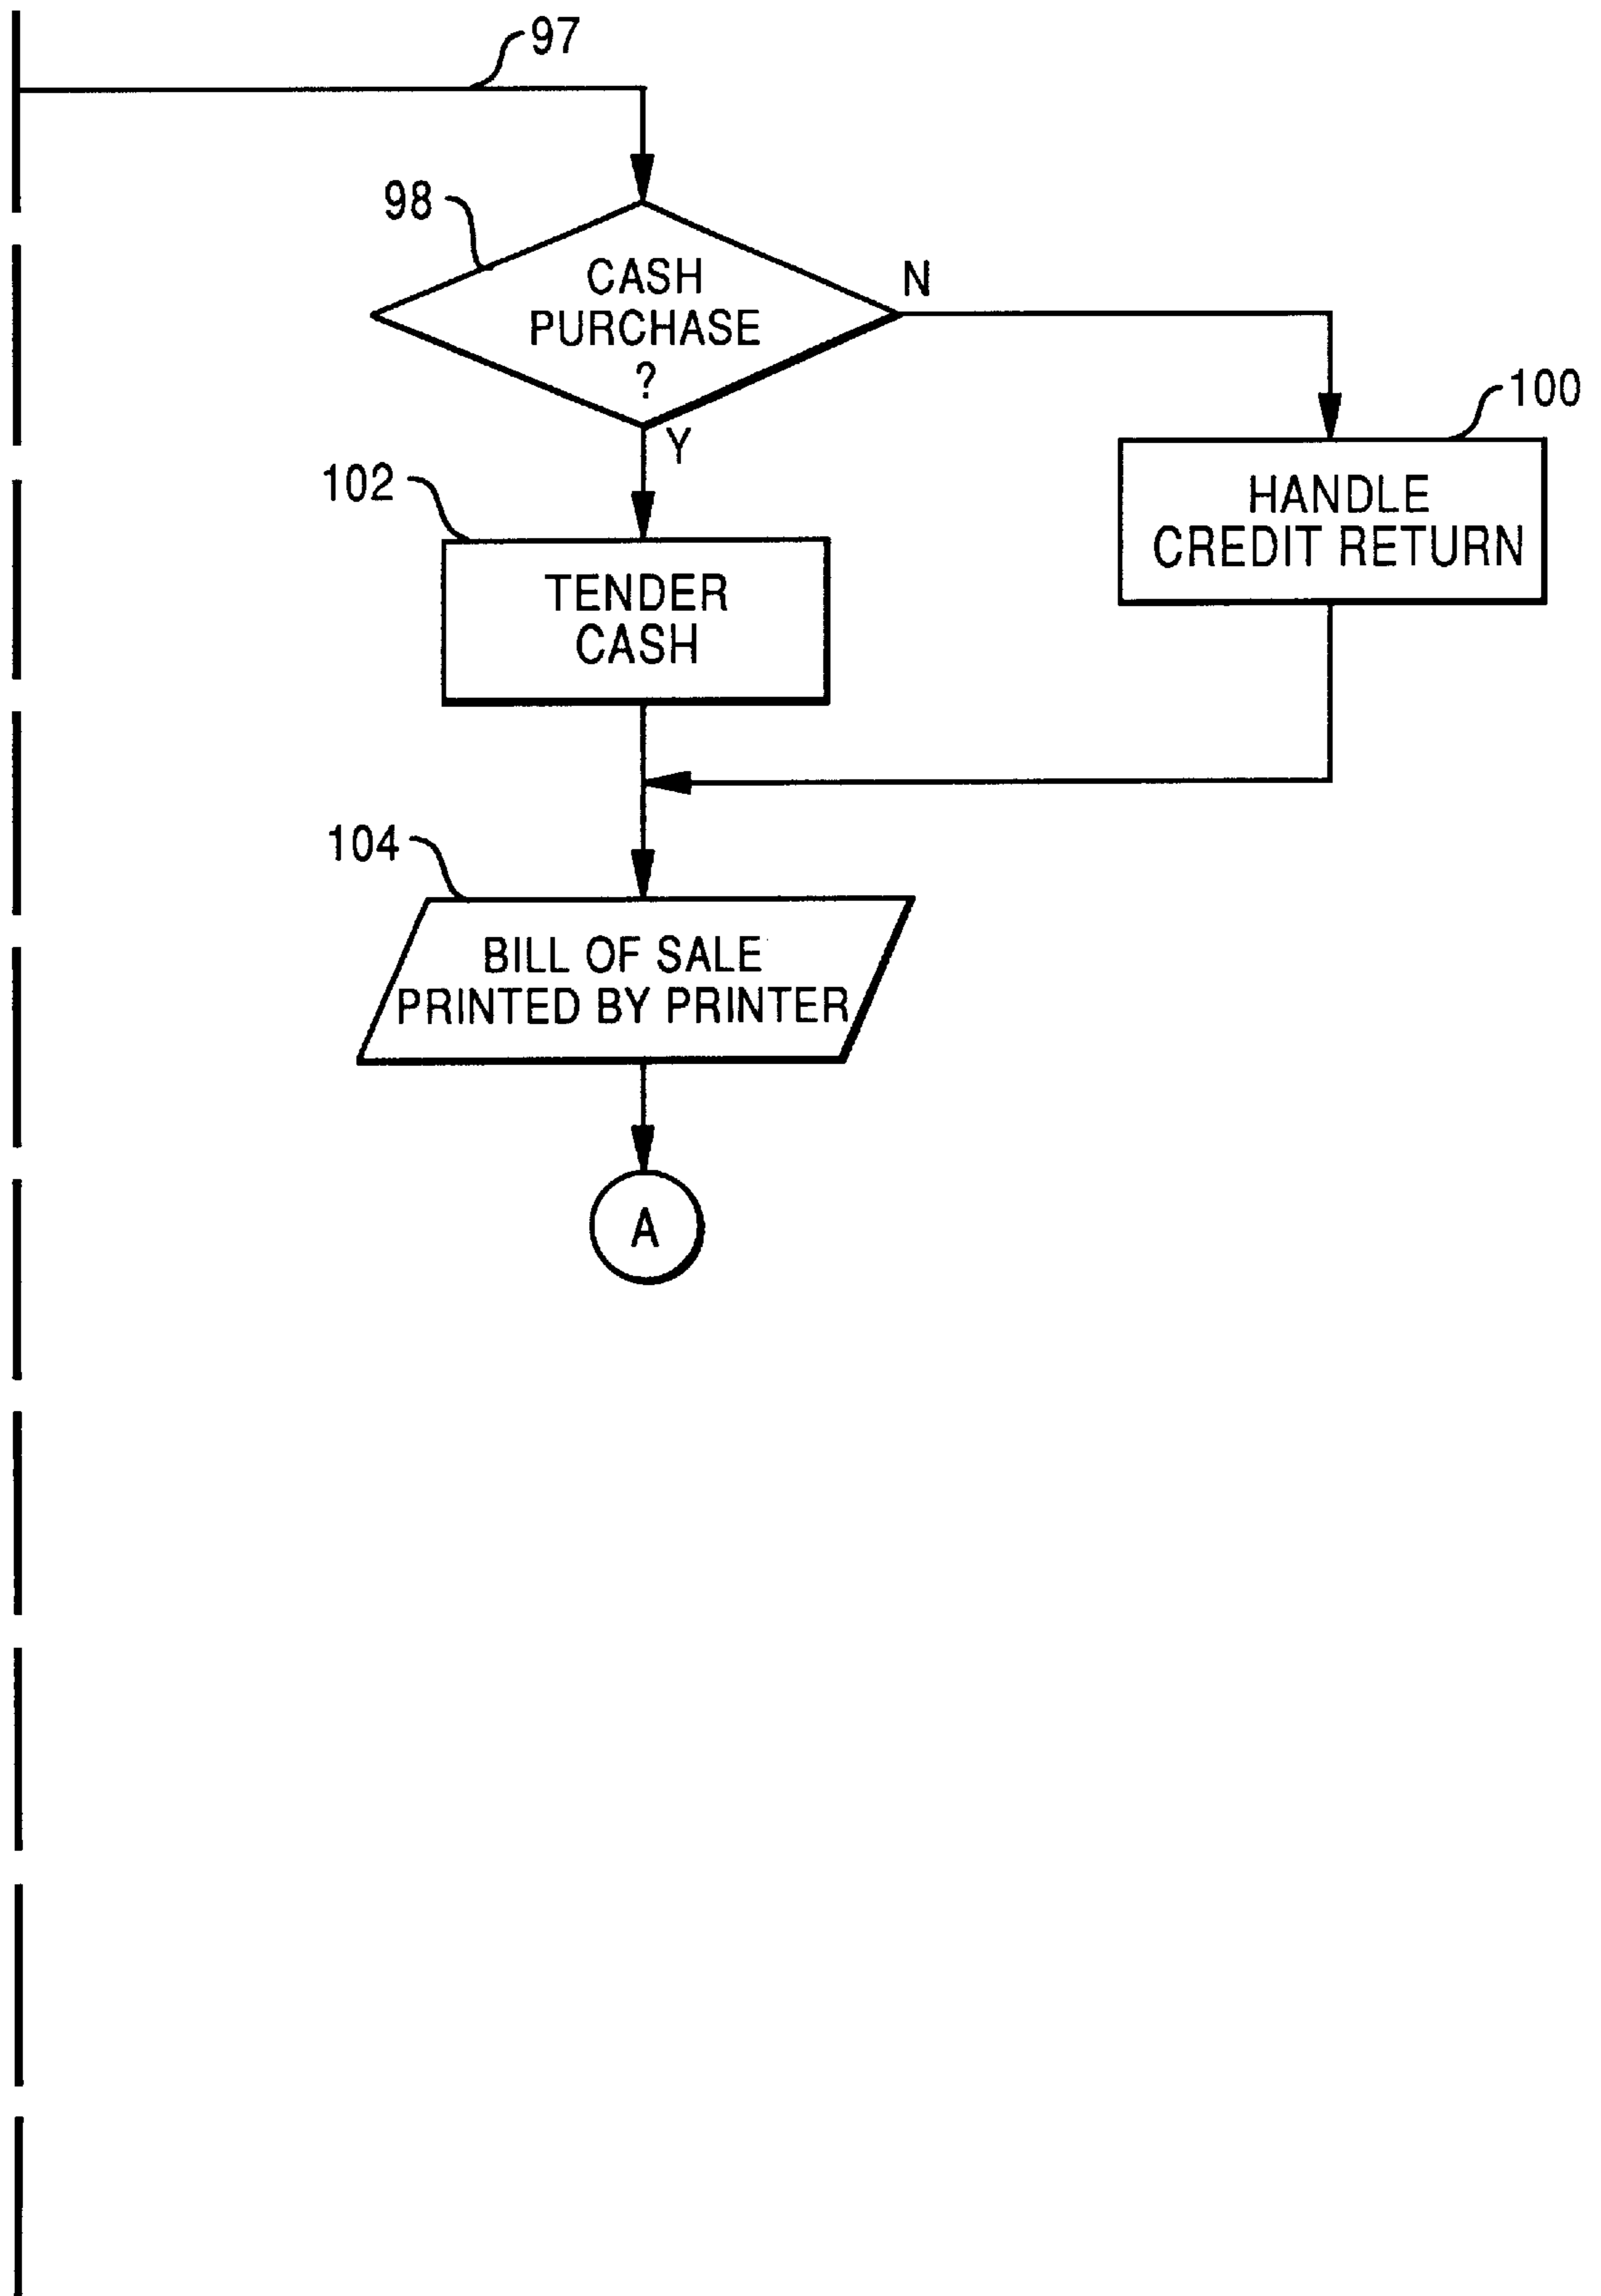 97
98
CASH
PURCHASE
?
N
Y
100
HANDLE
CREDIT RETURN
102
TENDER
CASH
104
BILL OF SALE
PRINTED BY PRINTER
A